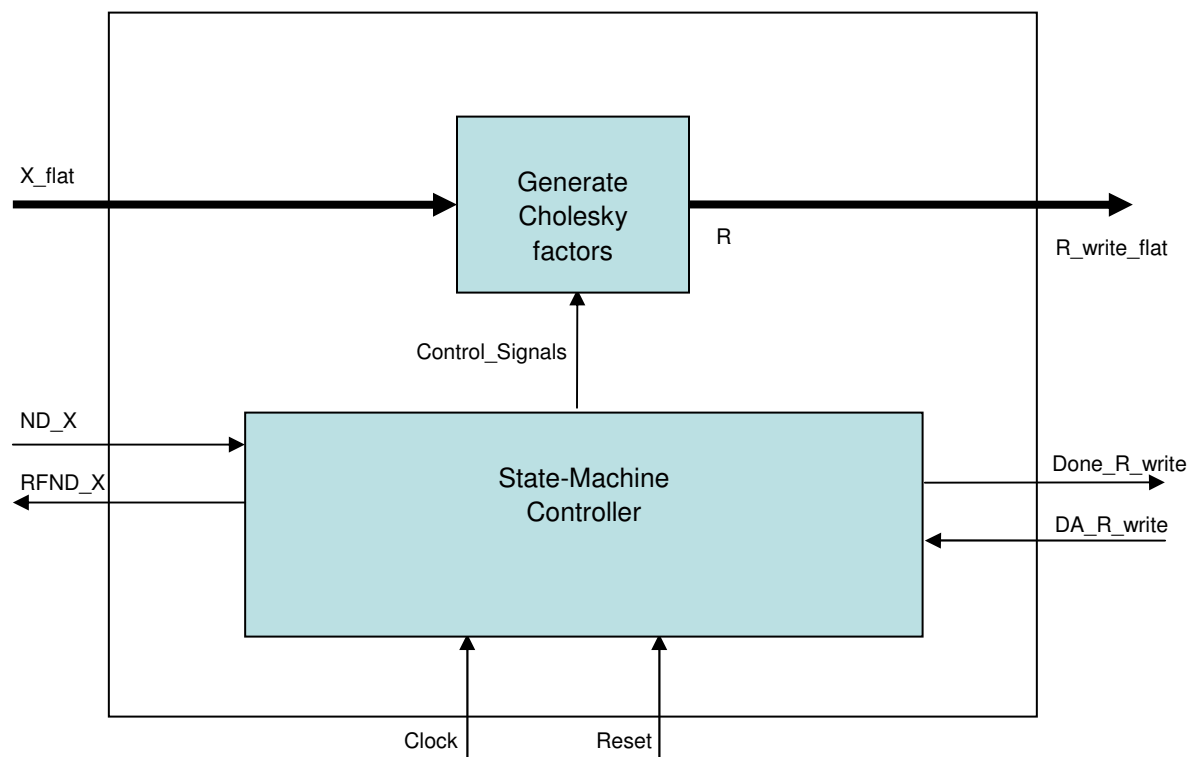 X_flat
Generate
Cholesky
factors
R
R_write_flat
Control_Signals
ND_X
RFND_X
State-Machine
Controller
Done_R_write
DA_R_write
Clock
Reset